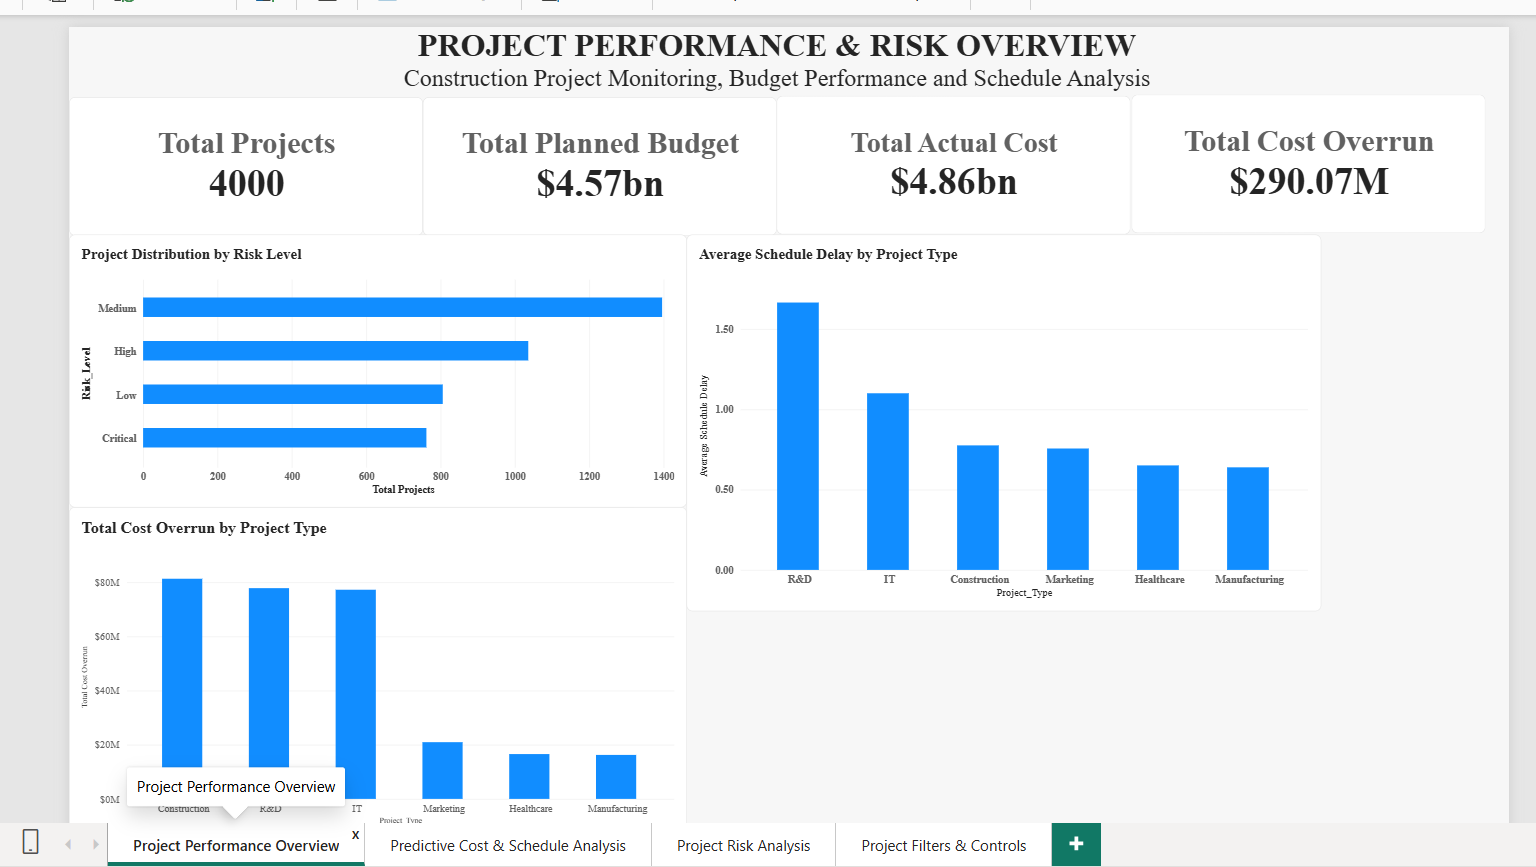 PROJECT PERFORMANCE & RISK OVERVIEW
Construction Project Monitoring, Budget Performance and Schedule Analysis
Total Projects
4000
Total Planned Budget
$4.57bn
Total Actual Cost
$4.86bn
Total Cost Overrun
$290.07M
Project Distribution by Risk Level
Risk_Level
Medium
High
Low
Critical
0 200 400 600 800 1000 1200 1400
Total Projects
Average Schedule Delay by Project Type
Average Schedule Delay
1.50
1.00
0.50
0.00
R&D IT Construction Marketing Healthcare Manufacturing
Project_Type
Total Cost Overrun by Project Type
Total Cost Overrun
$80M
$60M
$40M
$20M
$0M
Construction R&D IT Marketing Healthcare Manufacturing
Project_Type
Project Performance Overview
Project Performance Overview x
Predictive Cost & Schedule Analysis
Project Risk Analysis
Project Filters & Controls
+